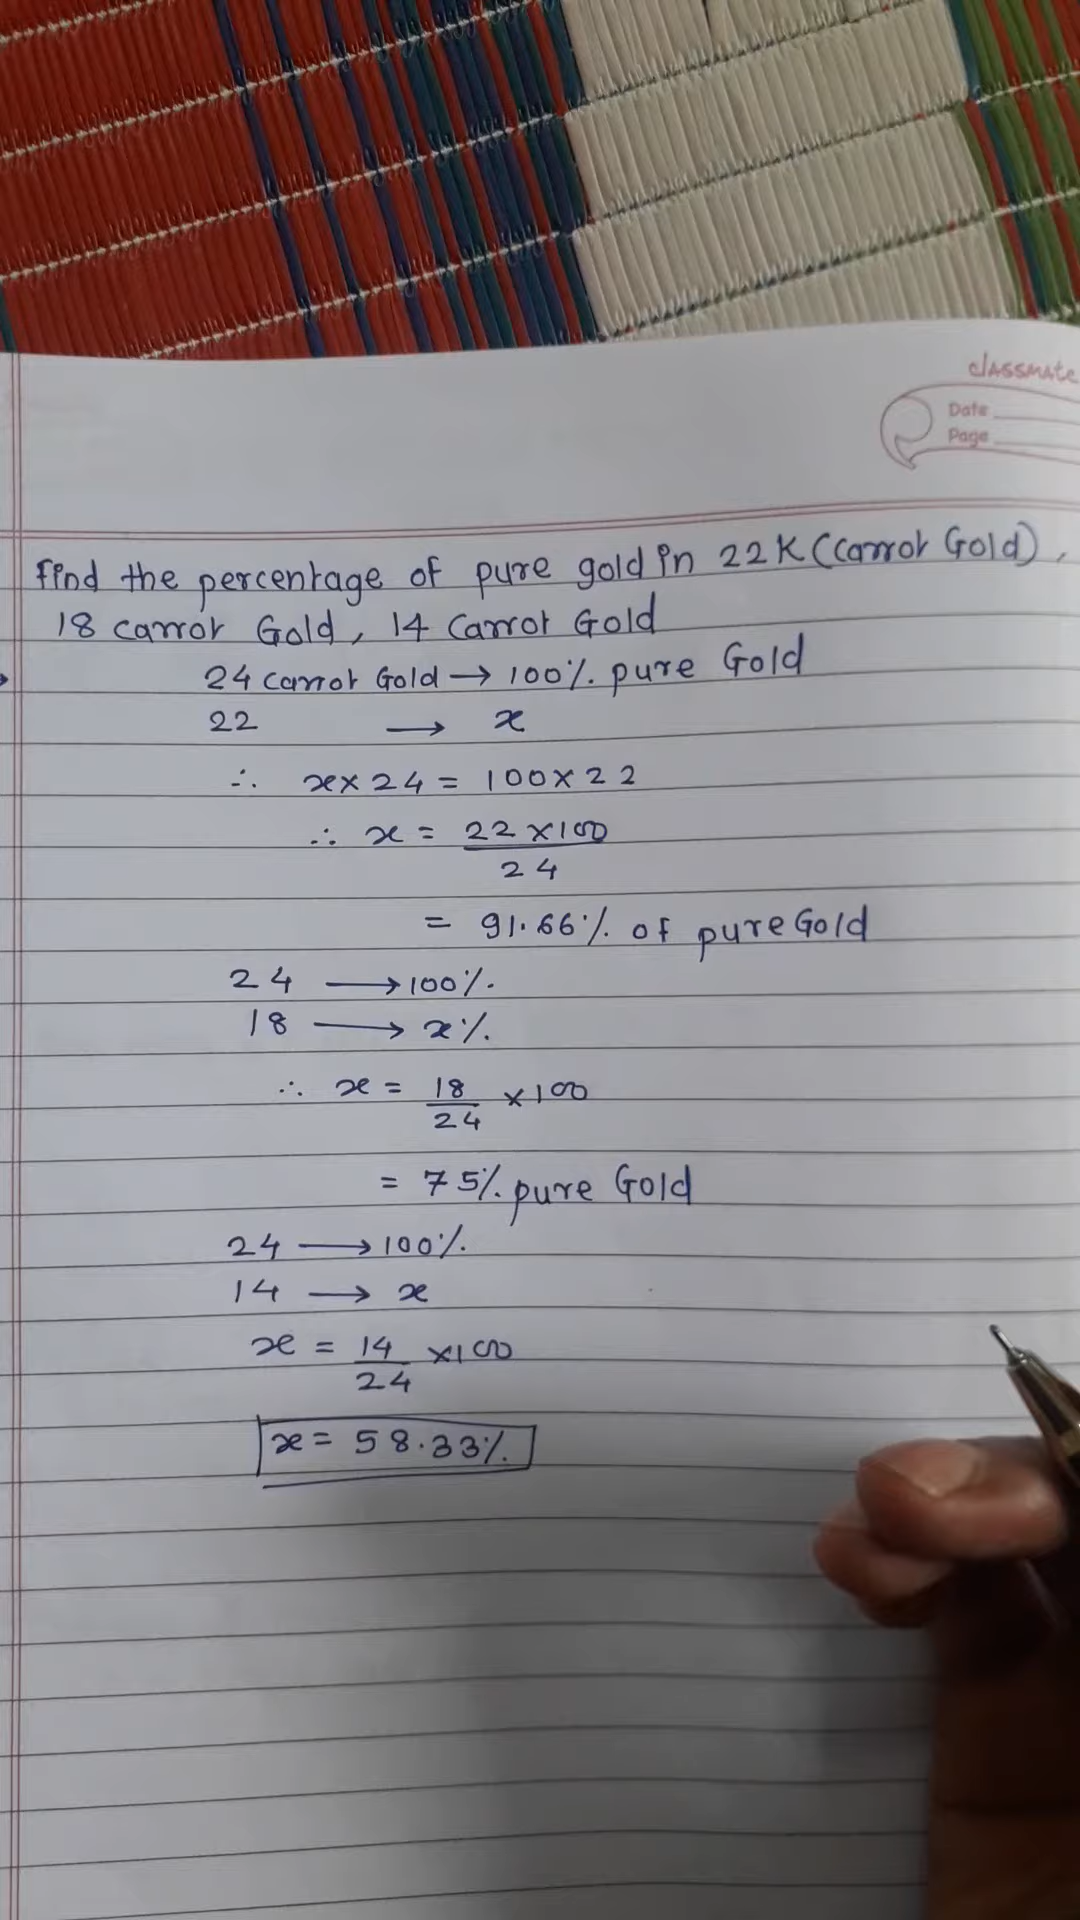 classmate
Date
Page
Find the percentage of pure gold in 22K (Carrot Gold),
18 carrot Gold, 14 Carrot Gold
24 carrot Gold → 100% pure Gold
22 → x
∴ x × 24 = 100 × 22
∴ x = 22 × 100
24
= 91.66% of pure Gold
24 → 100%
18 → x%
∴ x = 18/24 × 100
= 75% pure Gold
24 → 100%
14 → x
x = 14/24 × 100
x = 58.33%